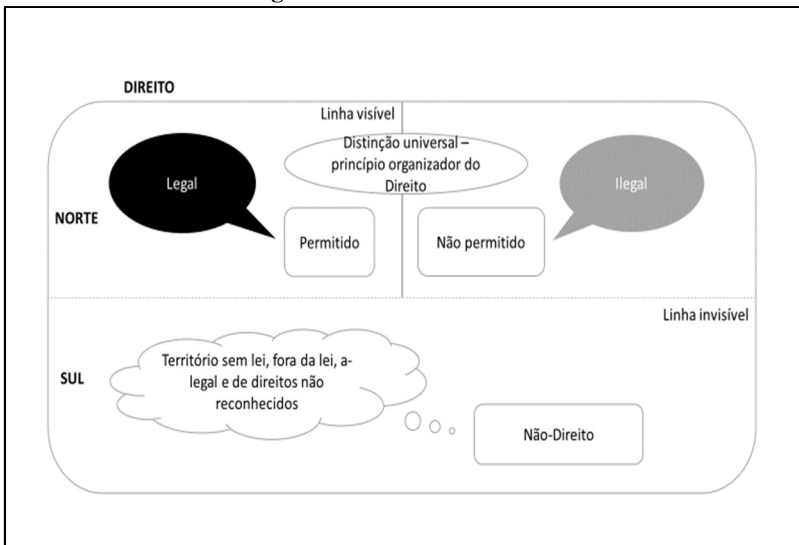 DIREITO
Linha visível
Distinção universal –
princípio organizador do
Direito
Legal
Ilegal
NORTE
Permitido
Não permitido
Linha invisível
Território sem lei, fora da lei, a-
legal e de direitos não
reconhecidos
SUL
Não-Direito